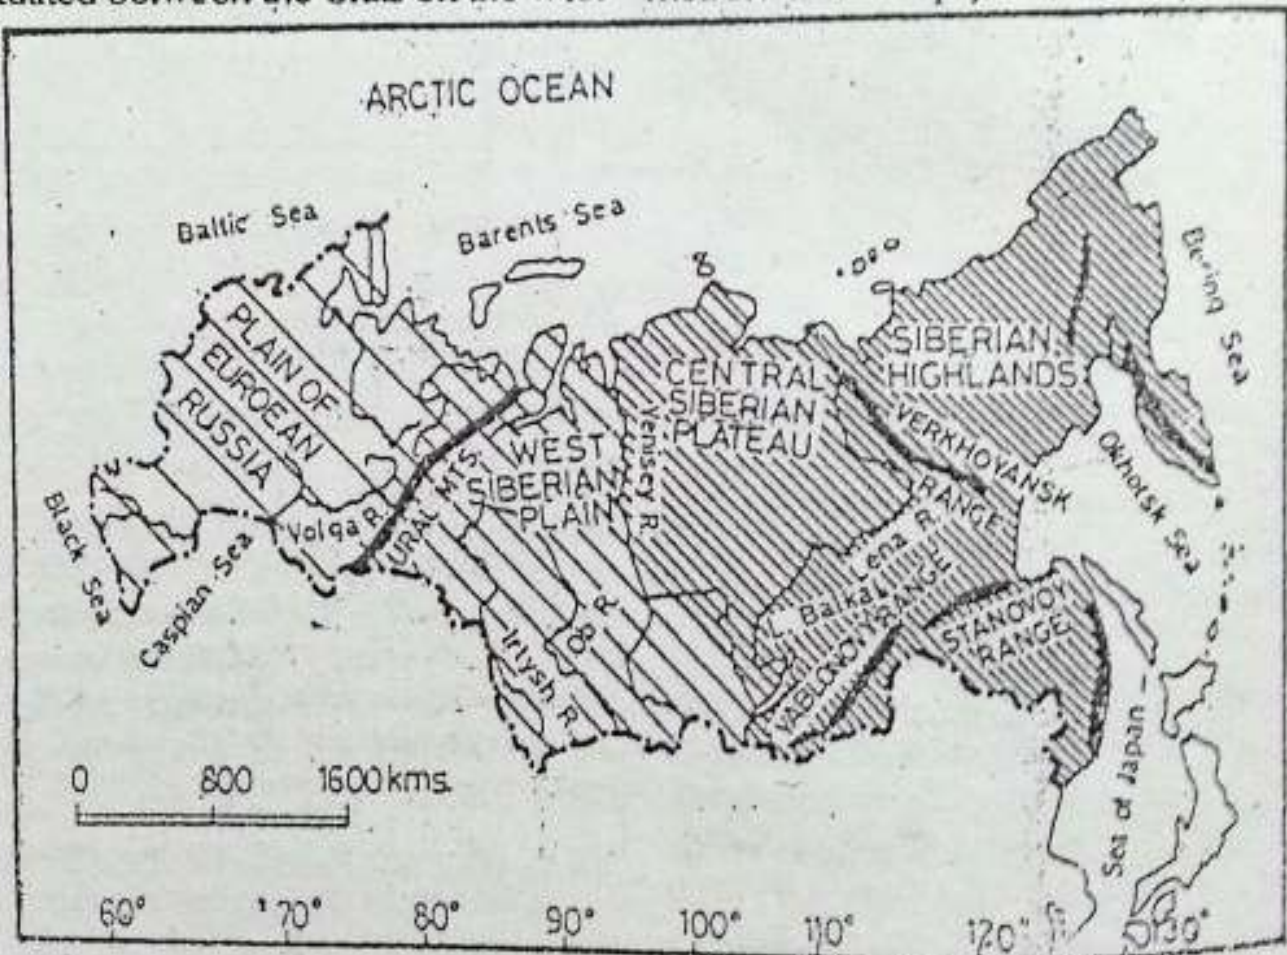 ARCTIC OCEAN
Baltic Sea
Barents Sea
Bering Sea
PLAIN OF
EUROEAN
RUSSIA
SIBERIAN
HIGHLANDS
CENTRAL
SIBERIAN
PLATEAU
WEST
SIBERIAN
PLAIN
Yenisey R.
VERKHOYANSK
RANGE
Okhotsk Sea
URAL MTS.
Volga R.
Black Sea
Caspian Sea
Lena R.
L. Baikal
YABLONOVY RANGE
STANOVOY
RANGE
OB R.
Irtysh R.
Sea of Japan
0 800 1600 kms.
60° 70° 80° 90° 100° 110° 120° 130°